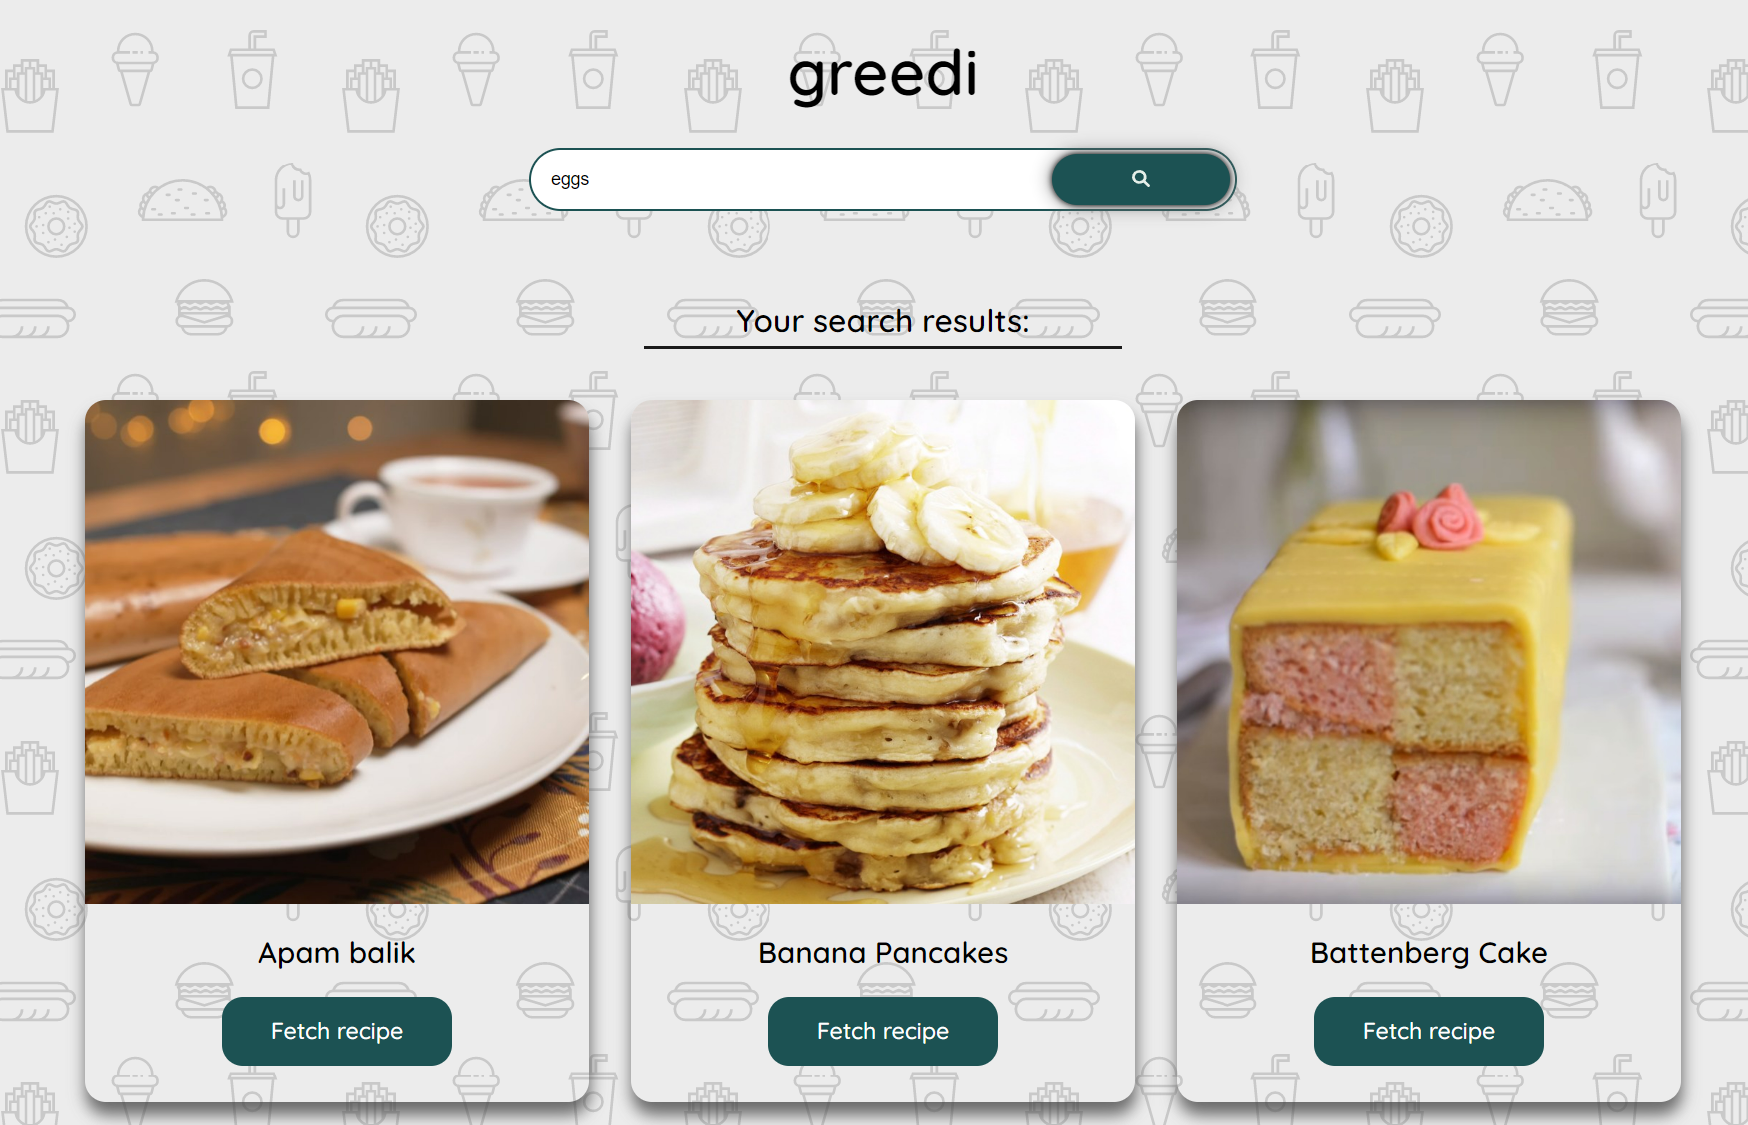 greedi
eggs
Your search results:
Apam balik
Banana Pancakes
Battenberg Cake
Fetch recipe
Fetch recipe
Fetch recipe